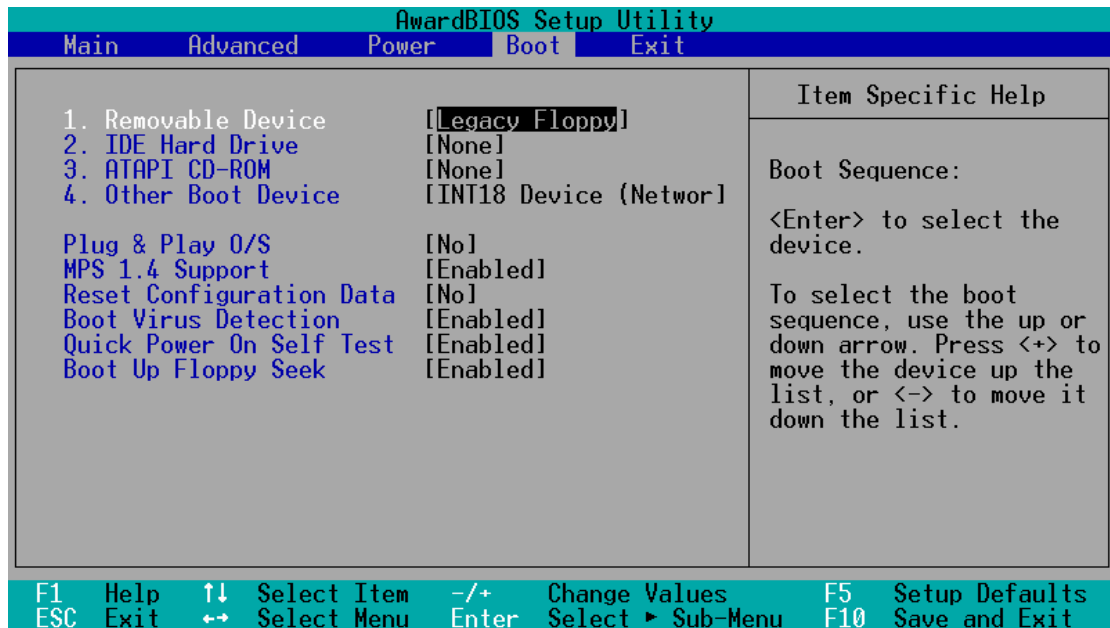 AwardBIOS Setup Utility
Main Advanced Power Boot Exit
1. Removable Device [Legacy Floppy]
2. IDE Hard Drive [None]
3. ATAPI CD-ROM [None]
4. Other Boot Device [INT18 Device (Networ]
Plug & Play O/S [No]
MPS 1.4 Support [Enabled]
Reset Configuration Data [No]
Boot Virus Detection [Enabled]
Quick Power On Self Test [Enabled]
Boot Up Floppy Seek [Enabled]
Item Specific Help
Boot Sequence:
<Enter> to select the
device.
To select the boot
sequence, use the up or
down arrow. Press <+> to
move the device up the
list, or <-> to move it
down the list.
F1 Help ↑↓ Select Item -/+ Change Values F5 Setup Defaults
ESC Exit ←→ Select Menu Enter Select ► Sub-Menu F10 Save and Exit